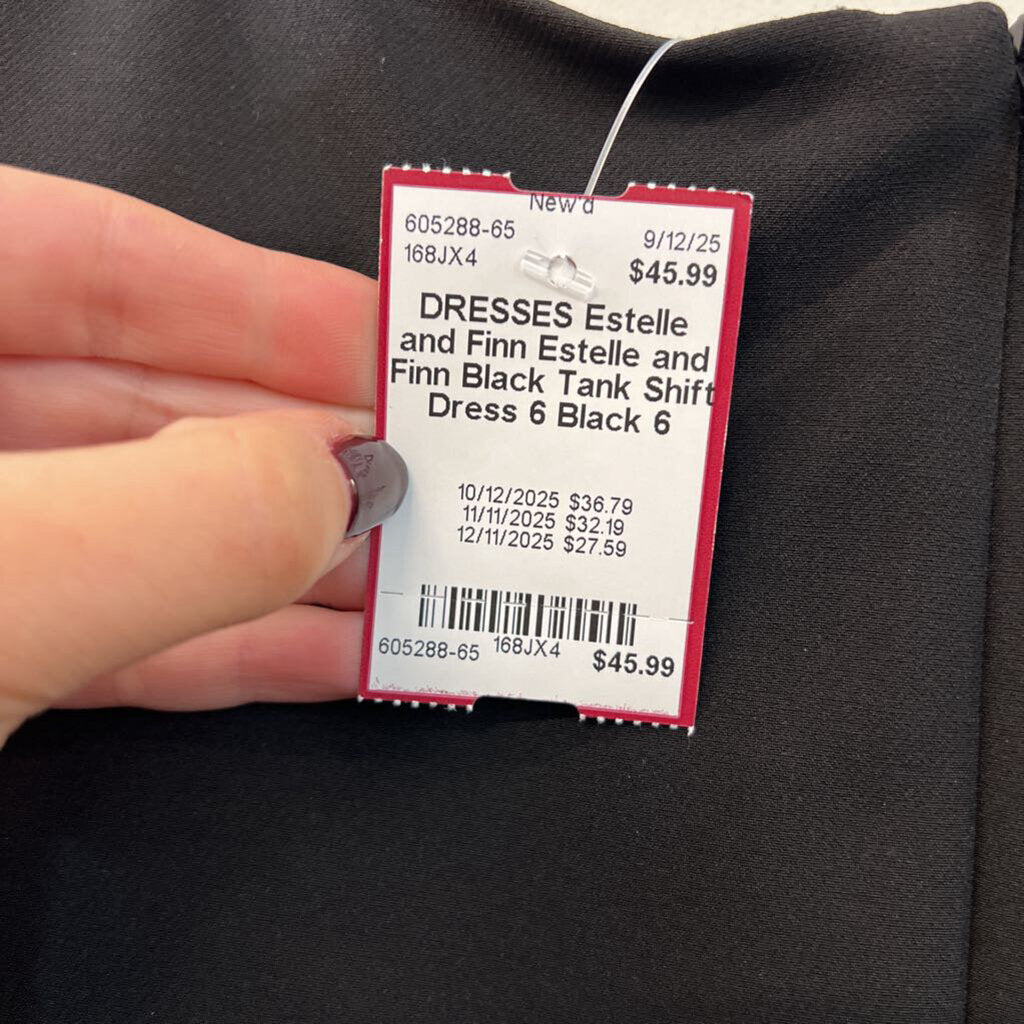 New'd
605288-65
9/12/25
168JX4
$45.99
DRESSES Estelle
and Finn Estelle and
Finn Black Tank Shift
Dress 6 Black 6
10/12/2025 $36.79
11/11/2025 $32.19
12/11/2025 $27.59
605288-65 168JX4 $45.99